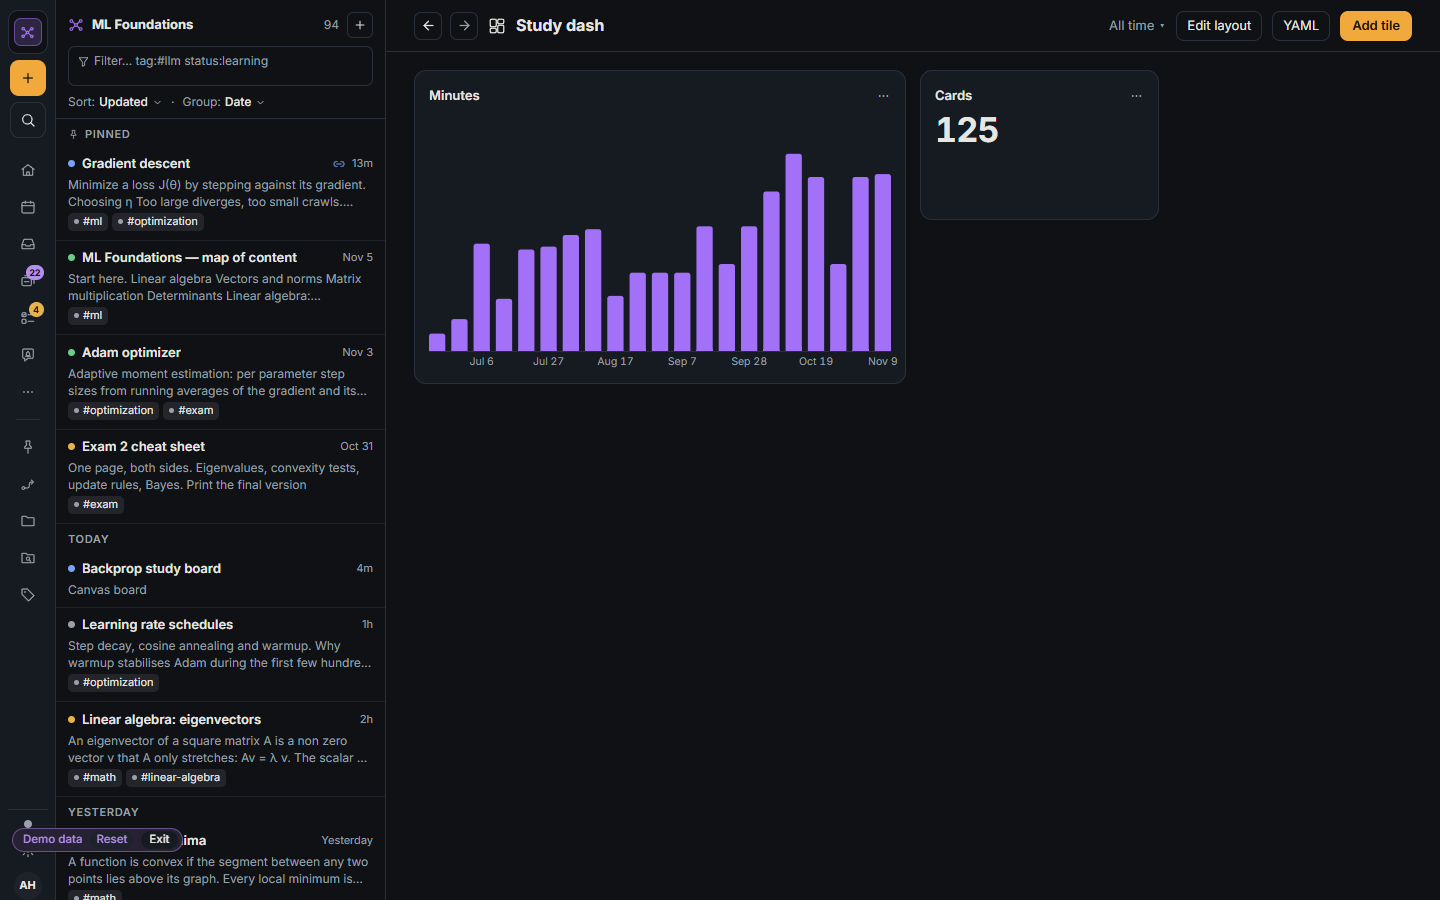 ML Foundations 94
Filter... tag:#llm status:learning
Sort: Updated · Group: Date
PINNED
Gradient descent 13m
Minimize a loss J(θ) by stepping against its gradient.
Choosing η Too large diverges, too small crawls....
#ml #optimization
ML Foundations — map of content Nov 5
Start here. Linear algebra Vectors and norms Matrix
multiplication Determinants Linear algebra:...
#ml
Adam optimizer Nov 3
Adaptive moment estimation: per parameter step
sizes from running averages of the gradient and its...
#optimization #exam
Exam 2 cheat sheet Oct 31
One page, both sides. Eigenvalues, convexity tests,
update rules, Bayes. Print the final version
#exam
TODAY
Backprop study board 4m
Canvas board
Learning rate schedules 1h
Step decay, cosine annealing and warmup. Why
warmup stabilises Adam during the first few hundre...
#optimization
Linear algebra: eigenvectors 2h
An eigenvector of a square matrix A is a non zero
vector v that A only stretches: Av = λ v. The scalar ...
#math #linear-algebra
YESTERDAY
Yesterday
A function is convex if the segment between any two
points lies above its graph. Every local minimum is...
#math
22
4
Demo data Reset Exit
AH
Study dash
All time Edit layout YAML Add tile
Minutes
Jul 6 Jul 27 Aug 17 Sep 7 Sep 28 Oct 19 Nov 9
Cards
125